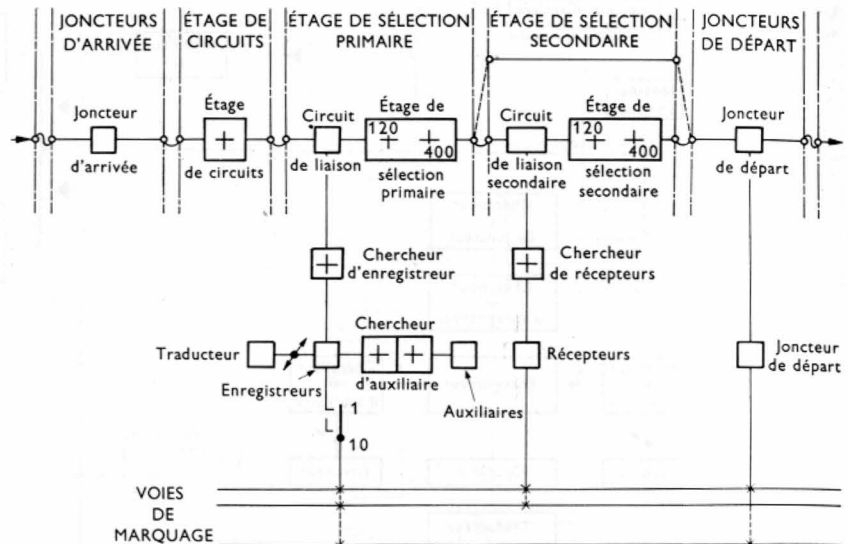 JONCTEURS
D'ARRIVÉE
ÉTAGE DE
CIRCUITS
ÉTAGE DE SÉLECTION
PRIMAIRE
ÉTAGE DE SÉLECTION
SECONDAIRE
JONCTEURS
DE DÉPART
Joncteur
d'arrivée
Étage
de circuits
Circuit
de liaison
Étage de
120
400
sélection
primaire
Circuit
de liaison
secondaire
Étage de
120
400
sélection
secondaire
Joncteur
de départ
Chercheur
d'enregistreur
Chercheur
de récepteurs
Traducteur
Enregistreurs
Chercheur
d'auxiliaire
Auxiliaires
Récepteurs
Joncteur
de départ
1
10
VOIES
DE
MARQUAGE